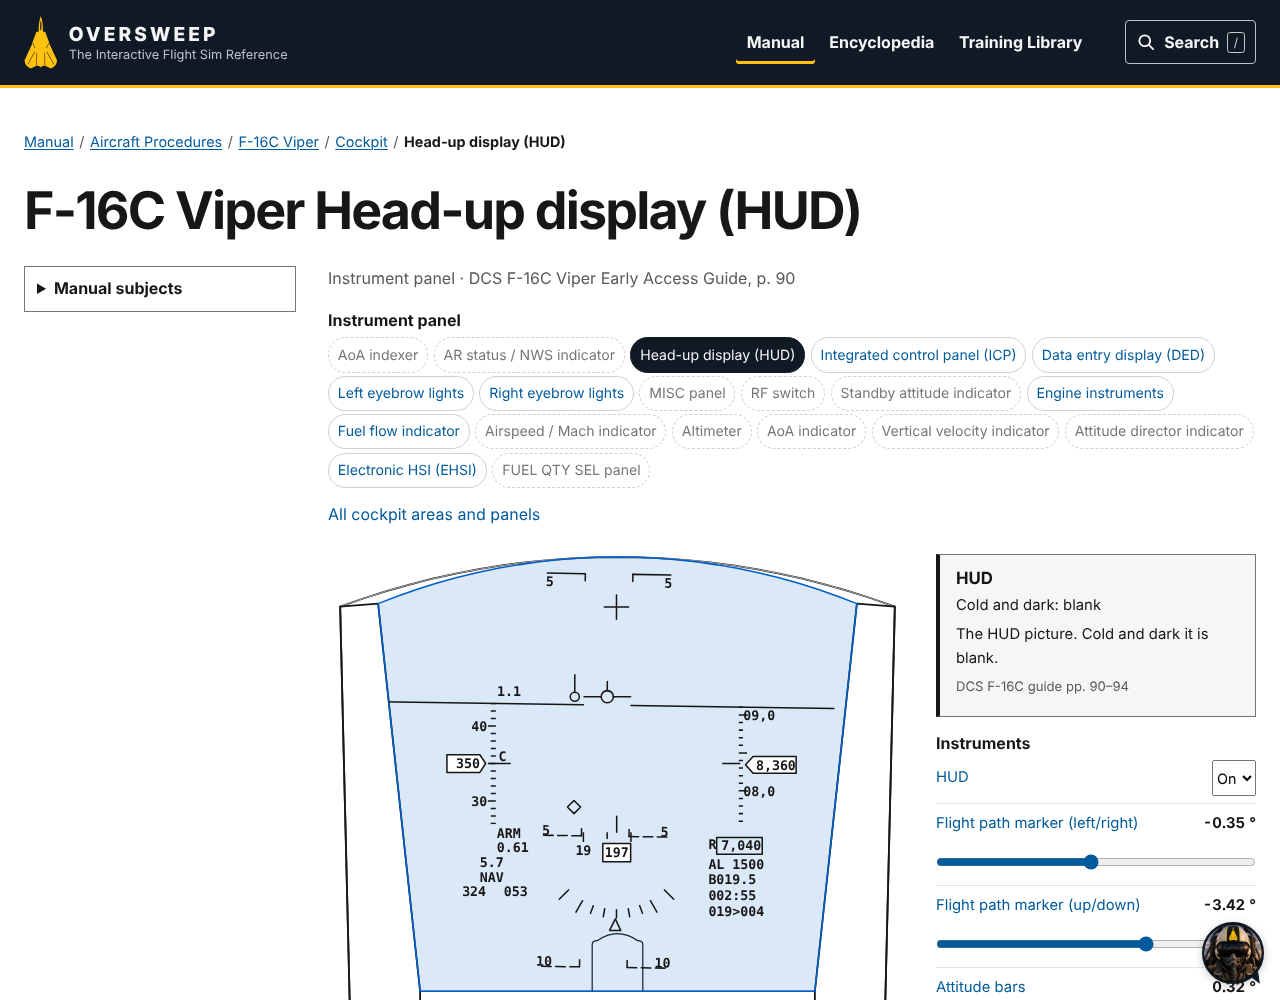 OVERSWEEP
The Interactive Flight Sim Reference
Manual
Encyclopedia
Training Library
Search /
Manual / Aircraft Procedures / F-16C Viper / Cockpit / Head-up display (HUD)
F-16C Viper Head-up display (HUD)
Manual subjects
Instrument panel · DCS F-16C Viper Early Access Guide, p. 90
Instrument panel
AoA indexer AR status / NWS indicator Head-up display (HUD) Integrated control panel (ICP) Data entry display (DED)
Left eyebrow lights Right eyebrow lights MISC panel RF switch Standby attitude indicator Engine instruments
Fuel flow indicator Airspeed / Mach indicator Altimeter AoA indicator Vertical velocity indicator Attitude director indicator
Electronic HSI (EHSI) FUEL QTY SEL panel
All cockpit areas and panels
5 5
1.1
09,0
40
C
350
8,360
08,0
30
5 5
ARM
0.61
19 197
R 7,040
5.7
AL 1500
NAV
B019.5
324 053
002:55
019>004
10 10
HUD
Cold and dark: blank
The HUD picture. Cold and dark it is
blank.
DCS F-16C guide pp. 90–94
Instruments
HUD On
Flight path marker (left/right) -0.35 °
Flight path marker (up/down) -3.42 °
Attitude bars 0.32 °